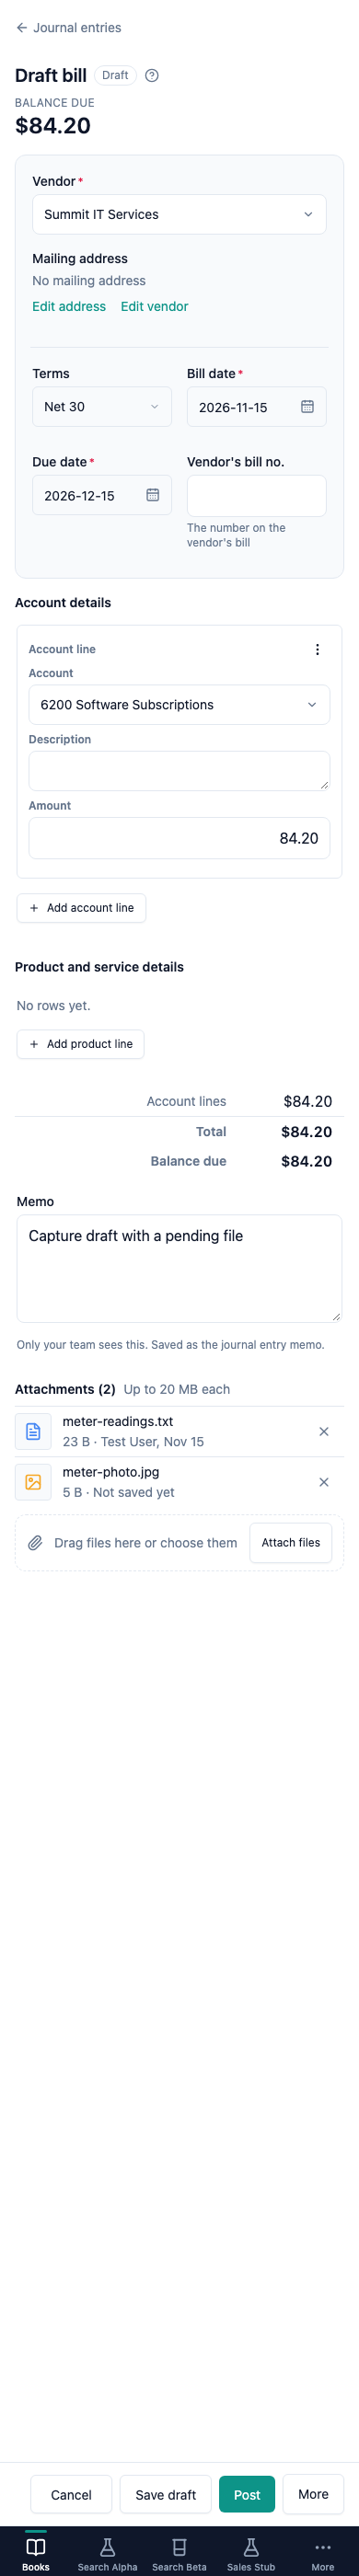 Journal entries
Draft bill Draft
BALANCE DUE
$84.20
Vendor *
Summit IT Services
Mailing address
No mailing address
Edit address Edit vendor
Terms Bill date *
Net 30 2026-11-15
Due date * Vendor's bill no.
2026-12-15
The number on the
vendor's bill
Account details
Account line
Account
6200 Software Subscriptions
Description
Amount
84.20
+ Add account line
Product and service details
No rows yet.
+ Add product line
Account lines $84.20
Total $84.20
Balance due $84.20
Memo
Capture draft with a pending file
Only your team sees this. Saved as the journal entry memo.
Attachments (2) Up to 20 MB each
meter-readings.txt
23 B · Test User, Nov 15
meter-photo.jpg
5 B · Not saved yet
Drag files here or choose them Attach files
Cancel Save draft Post More
Books Search Alpha Search Beta Sales Stub More